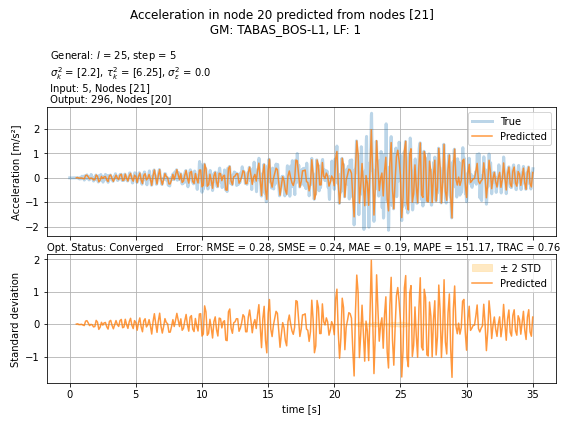 Acceleration in node 20 predicted from nodes [21]
GM: TABAS_BOS-L1, LF: 1
General: l = 25, step = 5
σ²ₖ = [2.2], τ²ₖ = [6.25], σ²ε = 0.0
Input: 5, Nodes [21]
Output: 296, Nodes [20]
Acceleration [m/s²]
2
1
0
−1
−2
True
Predicted
Opt. Status: Converged Error: RMSE = 0.28, SMSE = 0.24, MAE = 0.19, MAPE = 151.17, TRAC = 0.76
Standard deviation
1
0
−1
± 2 STD
Predicted
0 5 10 15 20 25 30 35
time [s]